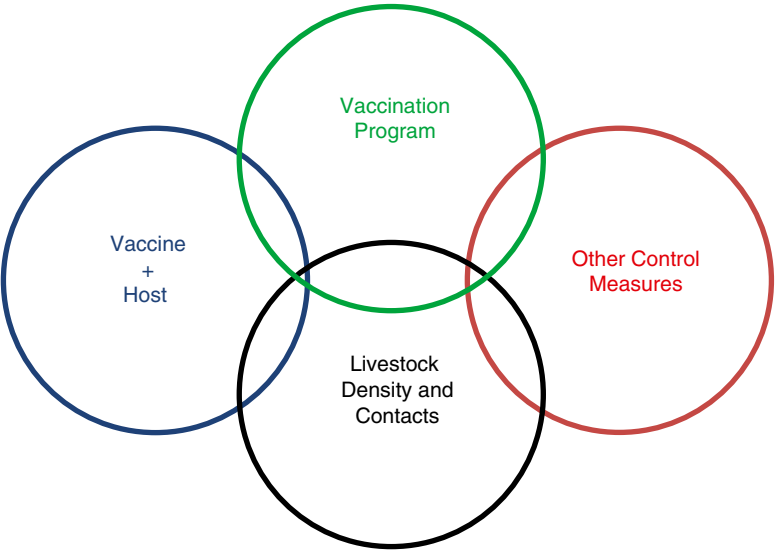 Vaccination
Program
Vaccine
+
Host
Other Control
Measures
Livestock
Density and
Contacts